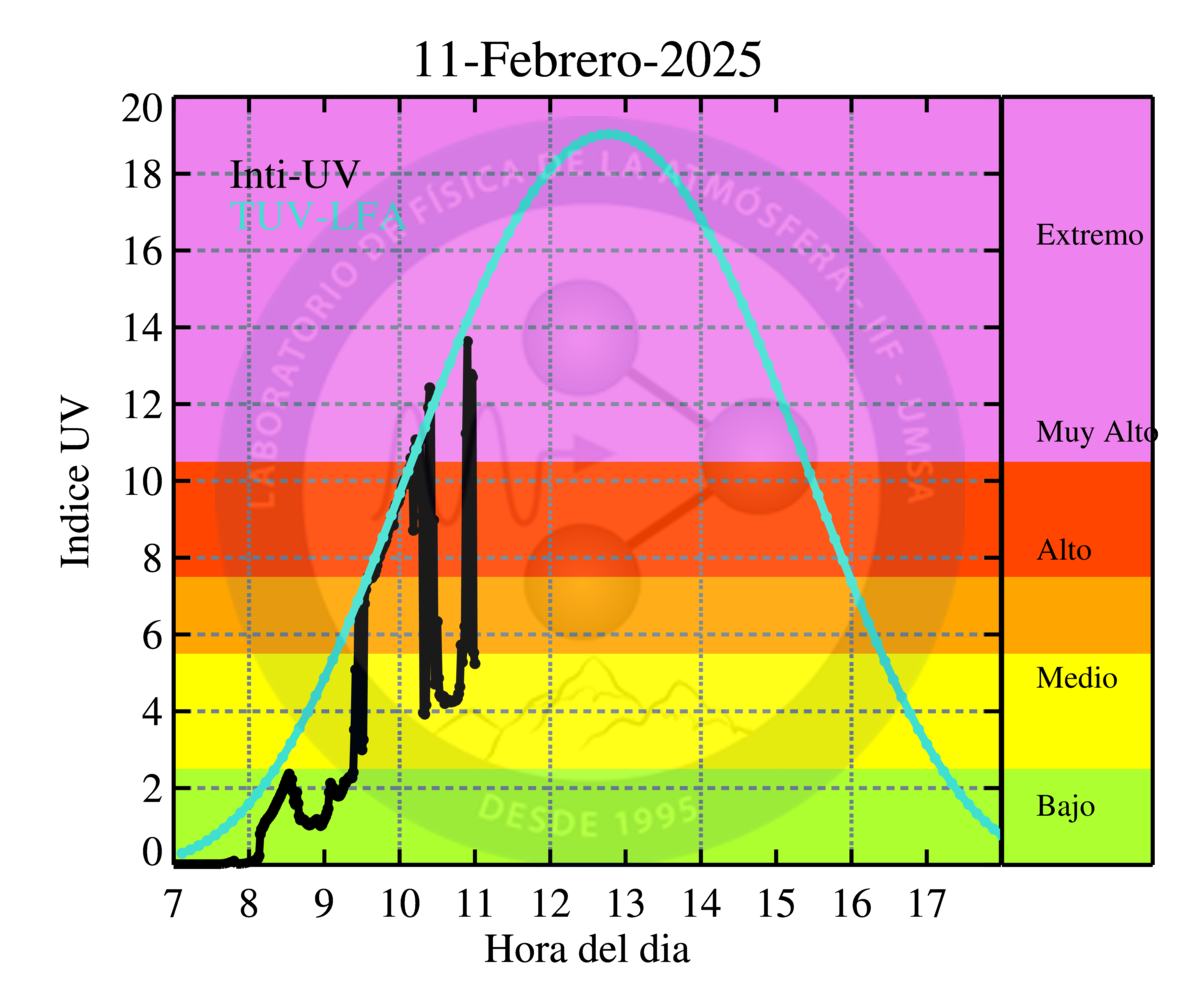 11-Febrero-2025
Inti-UV
TUV-LFA
LABORATORIO DE FÍSICA DE LA ATMÓSFERA - IIF - UMSA
DESDE 1995
Indice UV
20
18
16
14
12
10
8
6
4
2
0
7 8 9 10 11 12 13 14 15 16 17
Hora del dia
Extremo
Muy Alto
Alto
Medio
Bajo